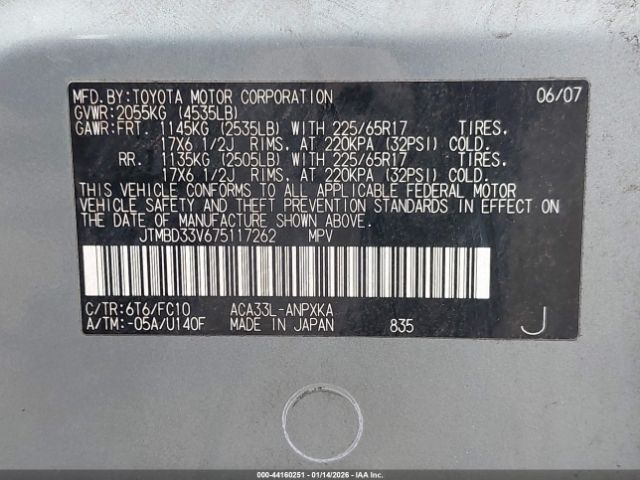 MFD.BY:TOYOTA MOTOR CORPORATION 06/07
GVWR:2055KG (4535LB)
GAWR:FRT. 1145KG (2535LB) WITH 225/65R17 TIRES,
17X6 1/2J RIMS, AT 220KPA (32PSI) COLD.
RR. 1135KG (2505LB) WITH 225/65R17 TIRES,
17X6 1/2J RIMS, AT 220KPA (32PSI) COLD.
THIS VEHICLE CONFORMS TO ALL APPLICABLE FEDERAL MOTOR
VEHICLE SAFETY AND THEFT PREVENTION STANDARDS IN EFFECT ON
THE DATE OF MANUFACTURE SHOWN ABOVE.
JTMBD33V675117262 MPV
C/TR:6T6/FC10 ACA33L-ANPXKA
A/TM:-05A/U140F MADE IN JAPAN 835 J
000-44160251 - 01/14/2026 - IAAI.COM